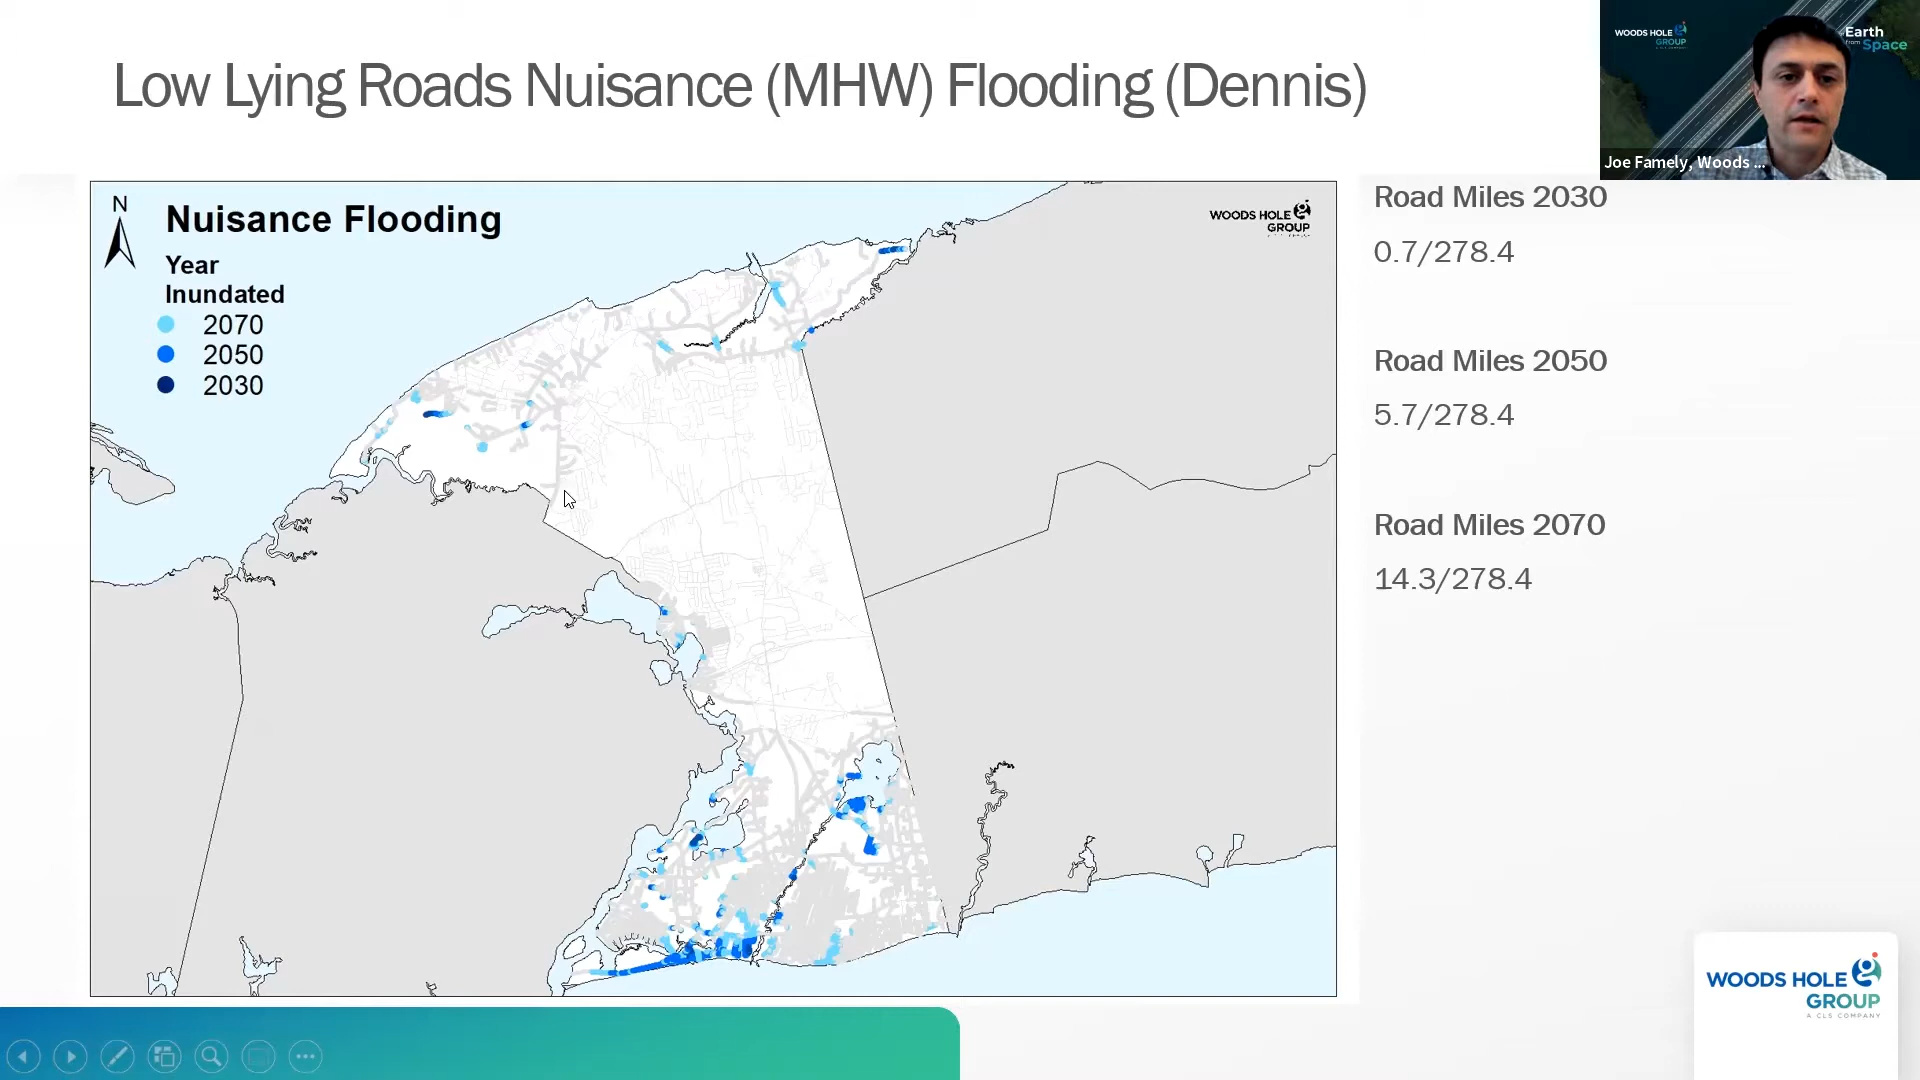 Low Lying Roads Nuisance (MHW) Flooding (Dennis)
WOODS HOLE
GROUP
Earth
from Space
Joe Famely, Woods ...
N
Nuisance Flooding
Year
Inundated
2070
2050
2030
WOODS HOLE
GROUP
Road Miles 2030
0.7/278.4
Road Miles 2050
5.7/278.4
Road Miles 2070
14.3/278.4
WOODS HOLE
GROUP
A CLS COMPANY